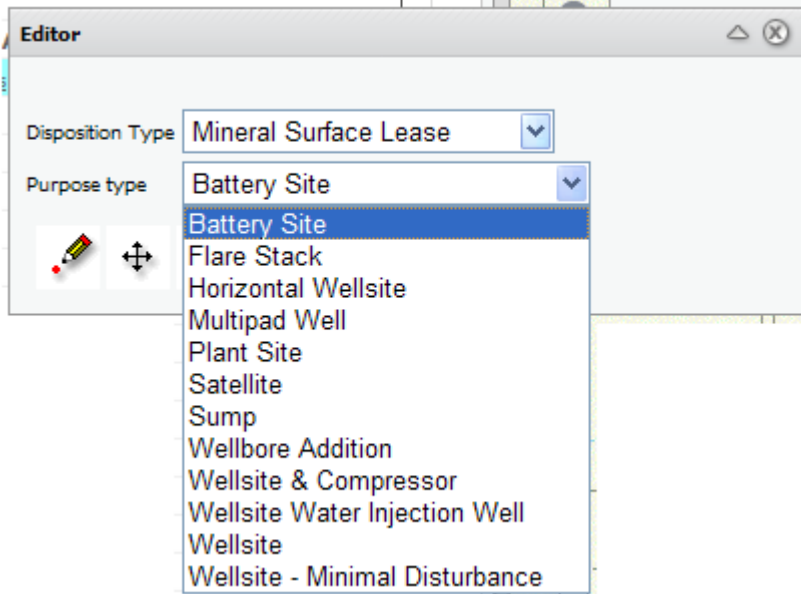 Editor
Disposition Type Mineral Surface Lease
Purpose type Battery Site
Battery Site
Flare Stack
Horizontal Wellsite
Multipad Well
Plant Site
Satellite
Sump
Wellbore Addition
Wellsite & Compressor
Wellsite Water Injection Well
Wellsite
Wellsite - Minimal Disturbance